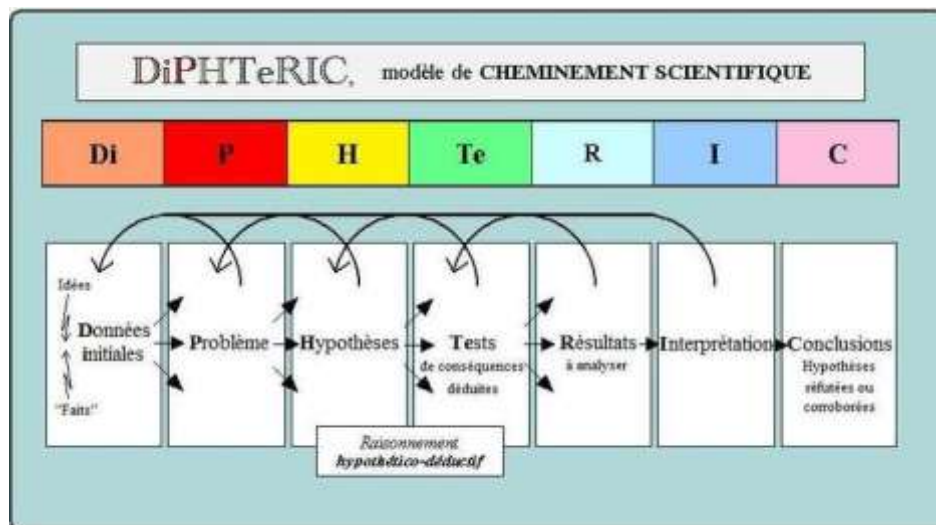 DiPHTeRIC, modèle de CHEMINEMENT SCIENTIFIQUE
Di P H Te R I C
Idées
Données
initiales
"Faits"
Problème
Hypothèses
Tests
de conséquences
déduites
Résultats
à analyser
Interprétation
Conclusions
Hypothèses
réfutées ou
corroborées
Raisonnement
hypothético-déductif